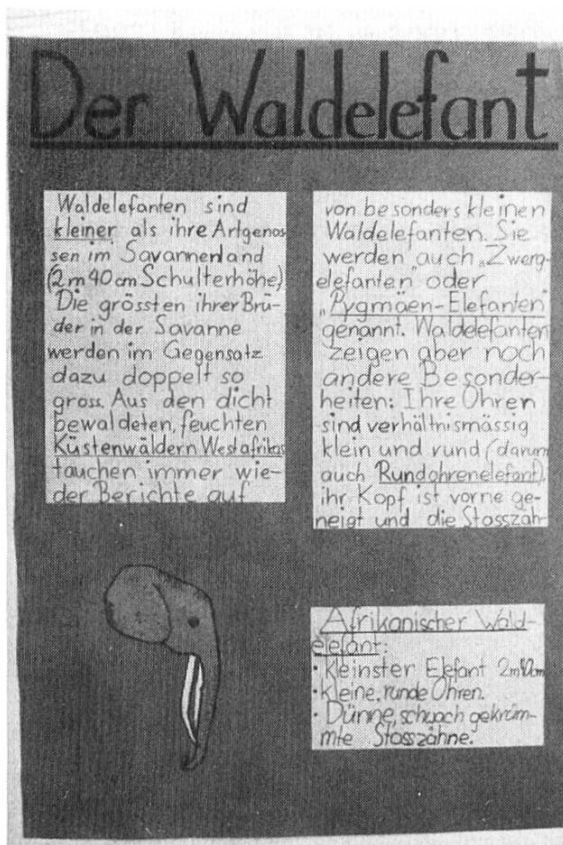 Der Waldelefant
Waldelefanten sind
kleiner als ihre Artgenos
sen im Savannenland
(2m 40cm Schulterhöhe)
Die grössten ihrer Brü-
der in der Savanne
werden im Gegensatz
dazu doppelt so
gross. Aus den dicht
bewaldeten, feuchten
Küstenwäldern Westafrikas
tauchen immer wie-
der Berichte auf
von besonders kleinen
Waldelefanten. Sie
werden auch „Zwerg-
elefanten" oder
„Pygmäen-Elefanten"
genannt. Waldelefanten
zeigen aber noch
andere Besonder-
heiten: Ihre Ohren
sind verhältnismässig
klein und rund (darum
auch Rundohrenelefant),
ihr Kopf ist vorne ge-
neigt und die Stosszäh-
Afrikanischer Wald-
elefant:
· Kleinster Elefant 2m
· Kleine, runde Ohren.
· Dünne, schwach gekrüm-
mte Stosszähne.